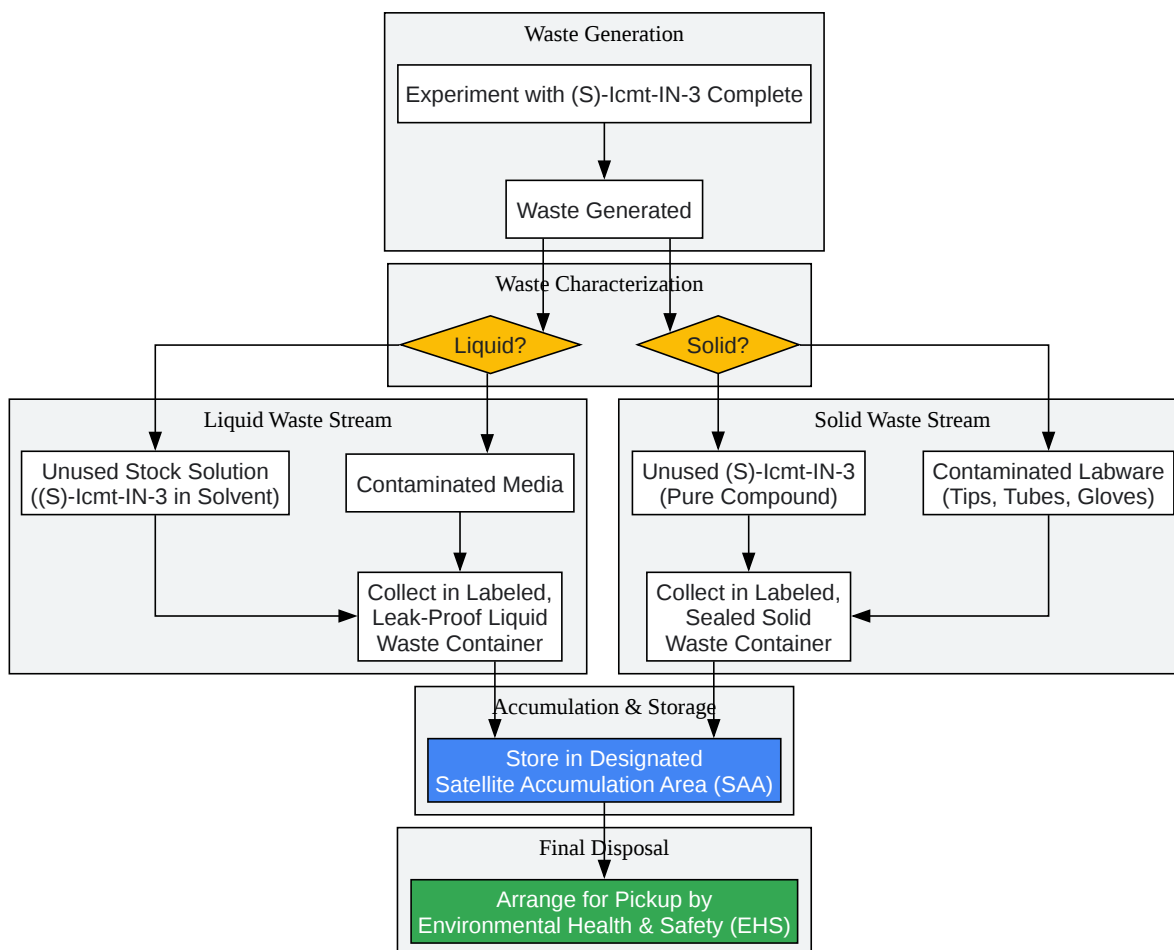 Waste Generation
Experiment with (S)-Icmt-IN-3 Complete
Waste Generated
Waste Characterization
Liquid?
Solid?
Liquid Waste Stream
Unused Stock Solution
((S)-Icmt-IN-3 in Solvent)
Contaminated Media
Collect in Labeled,
Leak-Proof Liquid
Waste Container
Solid Waste Stream
Unused (S)-Icmt-IN-3
(Pure Compound)
Contaminated Labware
(Tips, Tubes, Gloves)
Collect in Labeled,
Sealed Solid
Waste Container
Accumulation & Storage
Store in Designated
Satellite Accumulation Area (SAA)
Final Disposal
Arrange for Pickup by
Environmental Health & Safety (EHS)